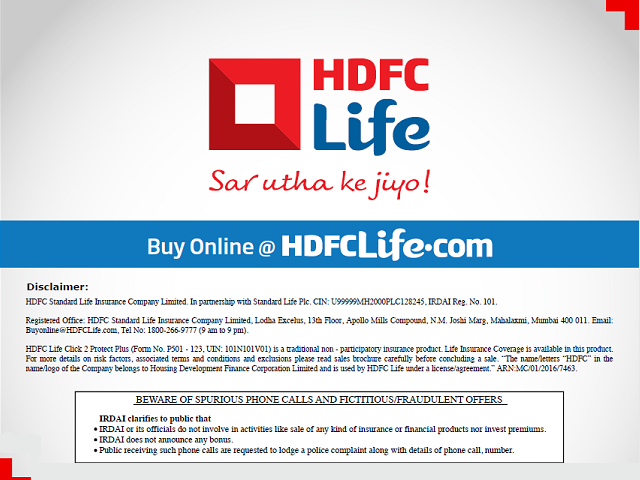 HDFC
Life
Sar utha ke jiyo!
Buy Online @ HDFCLife.com
Disclaimer:
HDFC Standard Life Insurance Company Limited. In partnership with Standard Life Plc. CIN: U99999MH2000PLC128245, IRDAI Reg. No. 101.
Registered Office: HDFC Standard Life Insurance Company Limited, Lodha Excelus, 13th Floor, Apollo Mills Compound, N.M. Joshi Marg, Mahalaxmi, Mumbai 400 011. Email:
Buyonline@HDFCLife.com, Tel No: 1800-266-9777 (9 am to 9 pm).
HDFC Life Click 2 Protect Plus (Form No. P501 - 123, UIN: 101N101V01) is a traditional non - participatory insurance product. Life Insurance Coverage is available in this product.
For more details on risk factors, associated terms and conditions and exclusions please read sales brochure carefully before concluding a sale. “The name/letters “HDFC” in the
name/logo of the Company belongs to Housing Development Finance Corporation Limited and is used by HDFC Life under a license/agreement.” ARN:MC/01/2016/7463.
BEWARE OF SPURIOUS PHONE CALLS AND FICTITIOUS/FRAUDULENT OFFERS
IRDAI clarifies to public that
• IRDAI or its officials do not involve in activities like sale of any kind of insurance or financial products nor invest premiums.
• IRDAI does not announce any bonus.
• Public receiving such phone calls are requested to lodge a police complaint along with details of phone call, number.